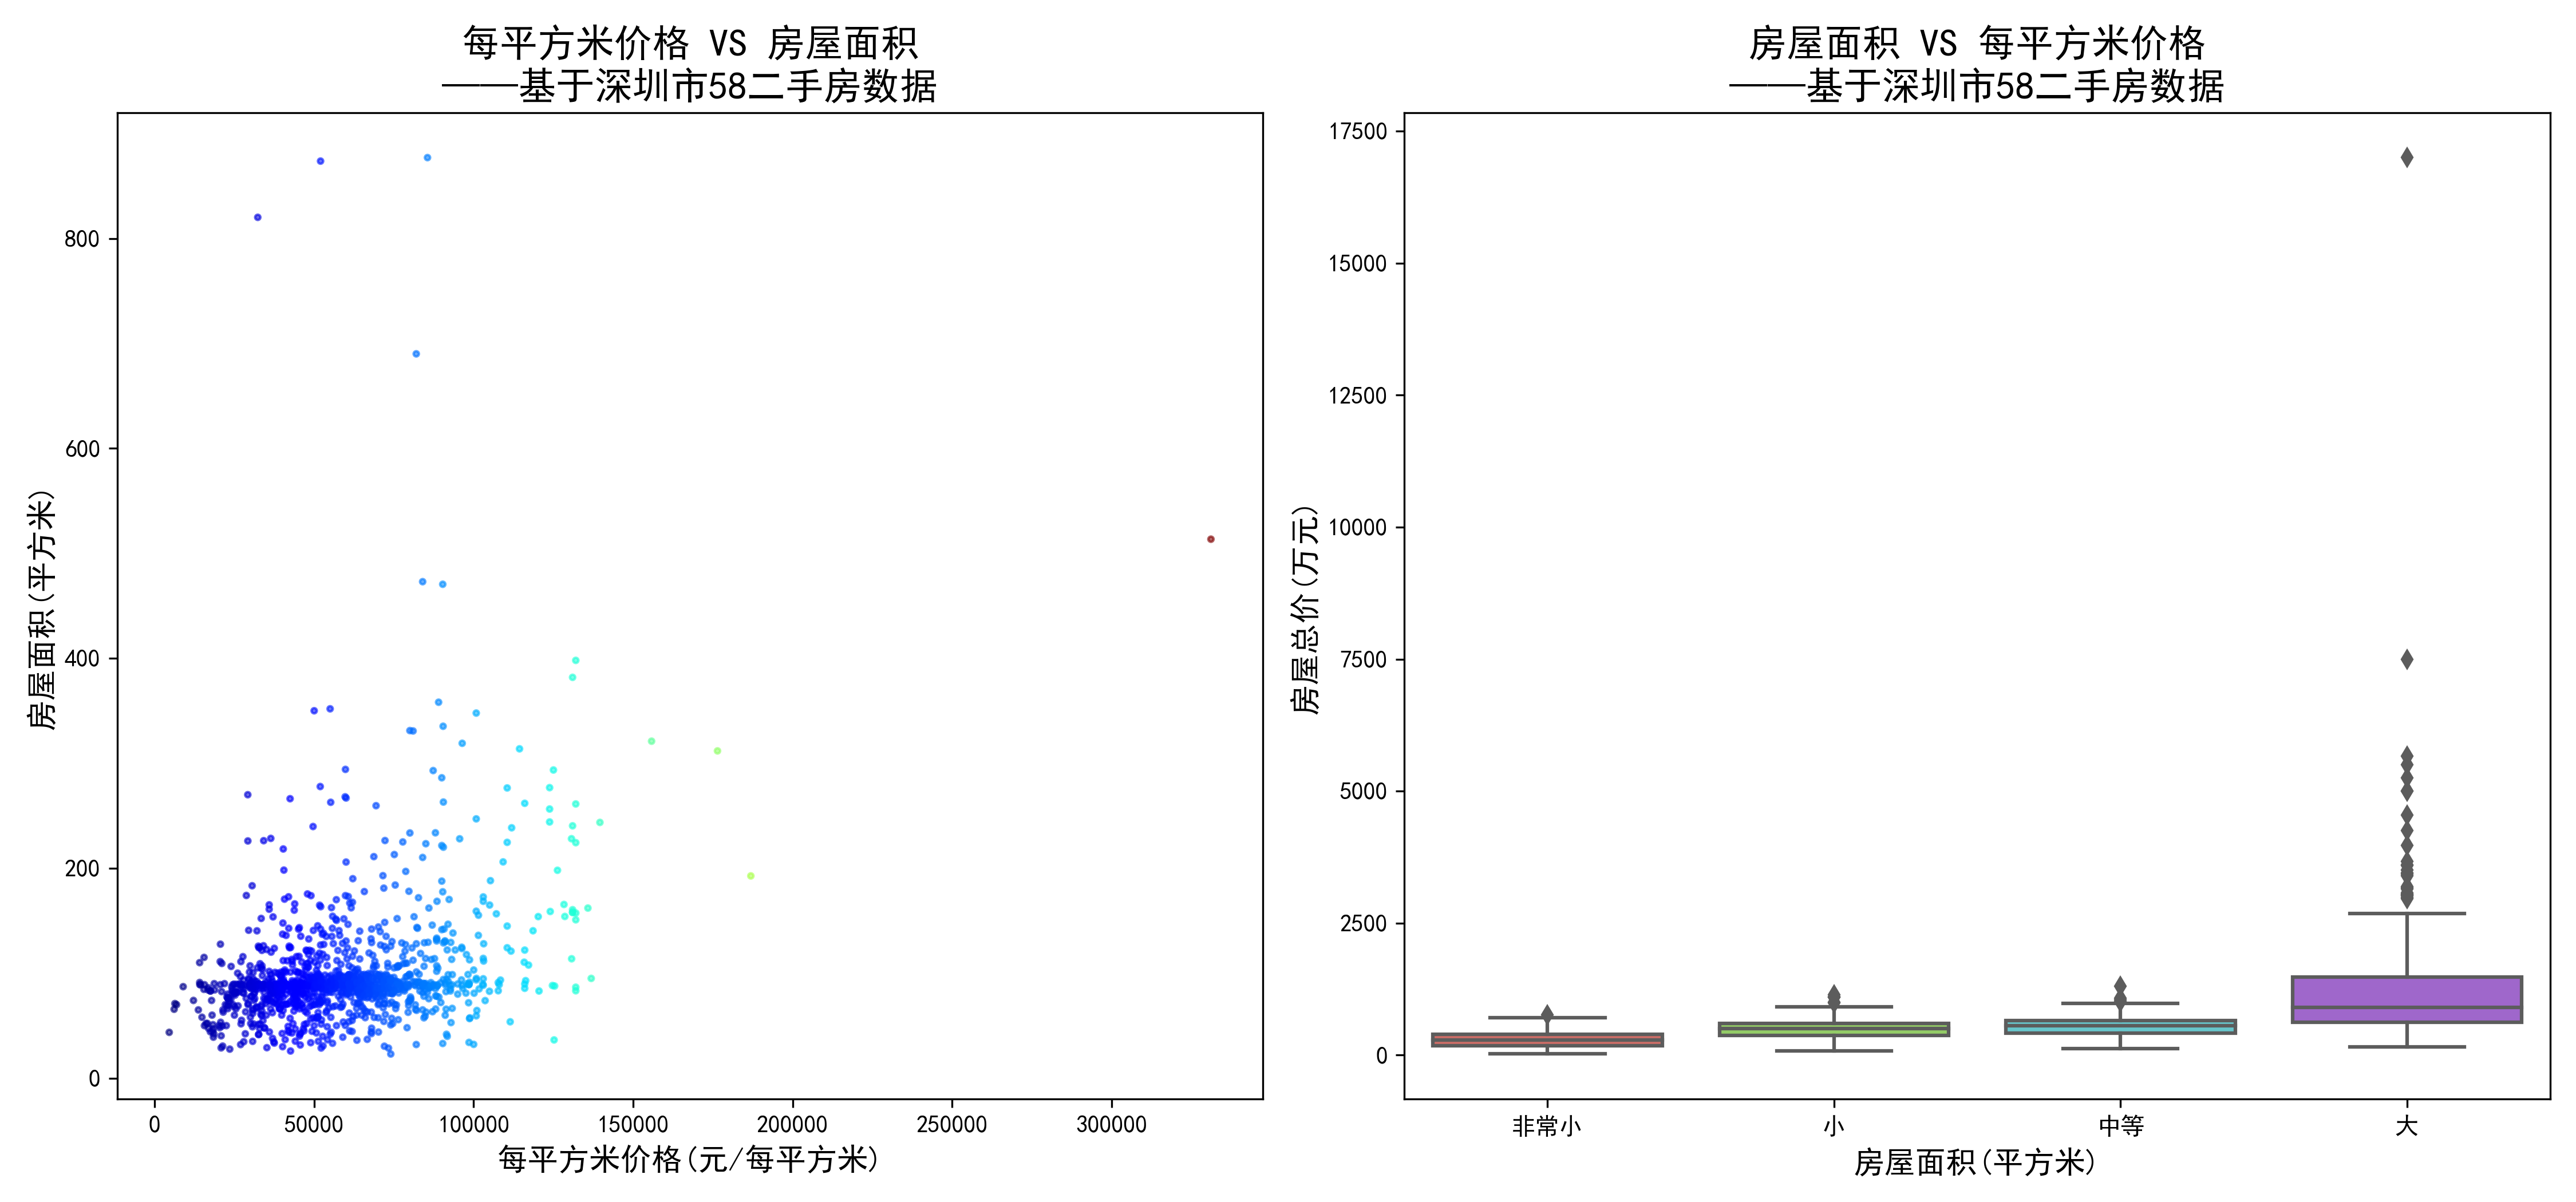 每平方米价格 VS 房屋面积
——基于深圳市58二手房数据
800
600
400
200
0
房屋面积(平方米)
0
50000
100000
150000
200000
250000
300000
每平方米价格(元/每平方米)
房屋面积 VS 每平方米价格
——基于深圳市58二手房数据
17500
15000
12500
10000
7500
5000
2500
0
房屋总价(万元)
非常小
小
中等
大
房屋面积(平方米)